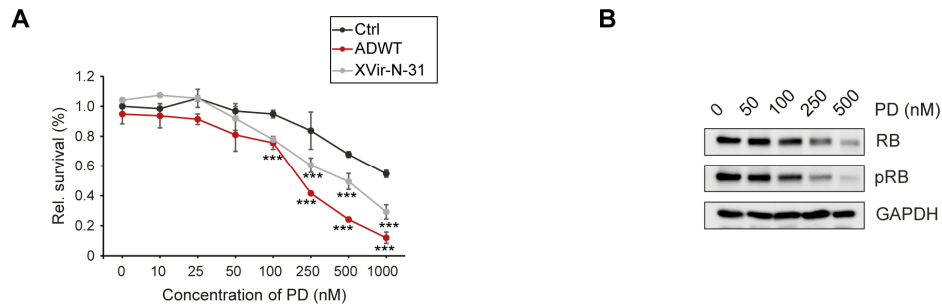 A
Ctrl
ADWT
XVir-N-31
Rel. survival (%)
1.2
1.0
0.8
0.6
0.4
0.2
0
***
***
***
***
***
***
***
0 10 25 50 100 250 500 1000
Concentration of PD (nM)
B
0 50 100 250 500 PD (nM)
RB
pRB
GAPDH